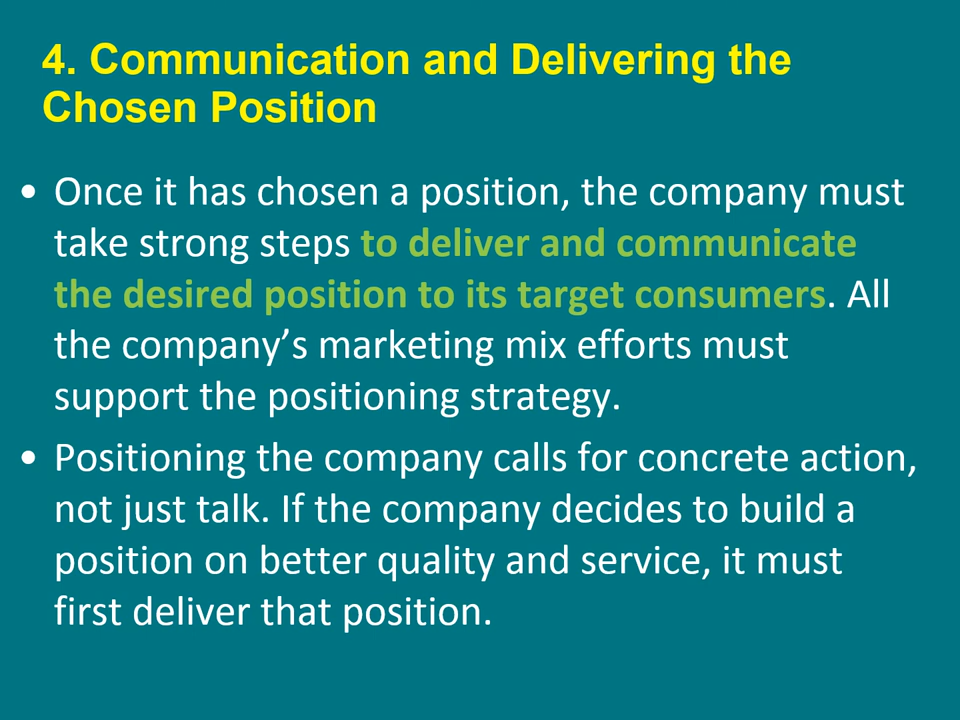 4. Communication and Delivering the
Chosen Position
• Once it has chosen a position, the company must
take strong steps to deliver and communicate
the desired position to its target consumers. All
the company’s marketing mix efforts must
support the positioning strategy.
• Positioning the company calls for concrete action,
not just talk. If the company decides to build a
position on better quality and service, it must
first deliver that position.